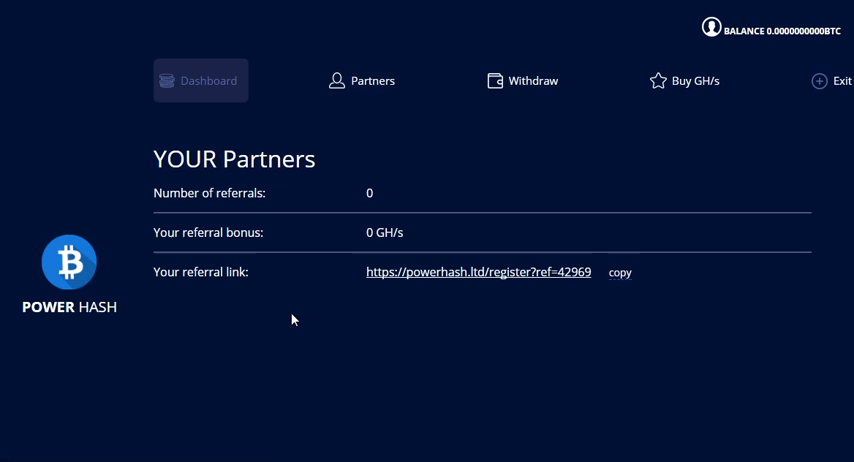 BALANCE 0.0000000000BTC
Dashboard Partners Withdraw Buy GH/s Exit
YOUR Partners
Number of referrals: 0
Your referral bonus: 0 GH/s
Your referral link: https://powerhash.ltd/register?ref=42969 copy
POWER HASH